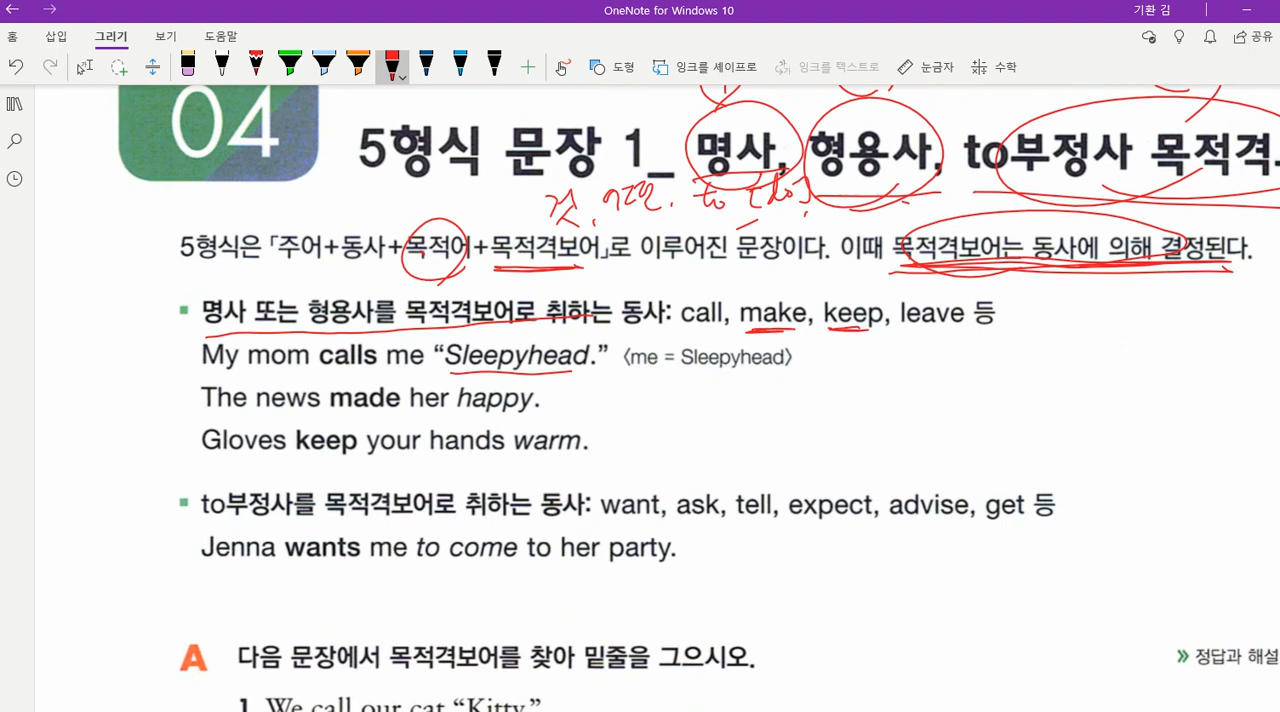 OneNote for Windows 10
기환 김
홈 삽입 그리기 보기 도움말
공유
도형 잉크를 셰이프로 잉크를 텍스트로 눈금자 수학
04
5형식 문장 1_ 명사, 형용사, to부정사 목적격
것, to
5형식은 「주어+동사+목적어+목적격보어」로 이루어진 문장이다. 이때 목적격보어는 동사에 의해 결정된다.
명사 또는 형용사를 목적격보어로 취하는 동사: call, make, keep, leave 등
My mom calls me “Sleepyhead.” 〈me = Sleepyhead〉
The news made her happy.
Gloves keep your hands warm.
to부정사를 목적격보어로 취하는 동사: want, ask, tell, expect, advise, get 등
Jenna wants me to come to her party.
A 다음 문장에서 목적격보어를 찾아 밑줄을 그으시오.
» 정답과 해설
1 We call our cat “Kitty.”